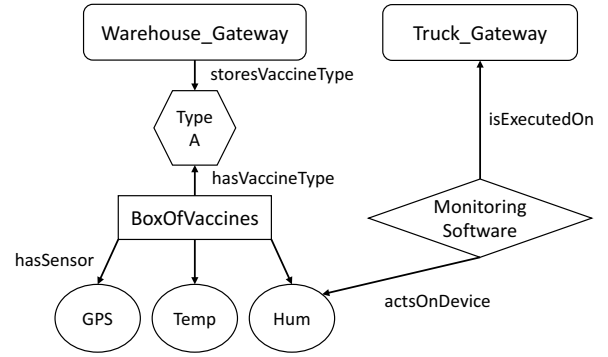 Warehouse_Gateway
Truck_Gateway
storesVaccineType
Type
A
isExecutedOn
hasVaccineType
BoxOfVaccines
Monitoring
Software
hasSensor
GPS
Temp
Hum
actsOnDevice